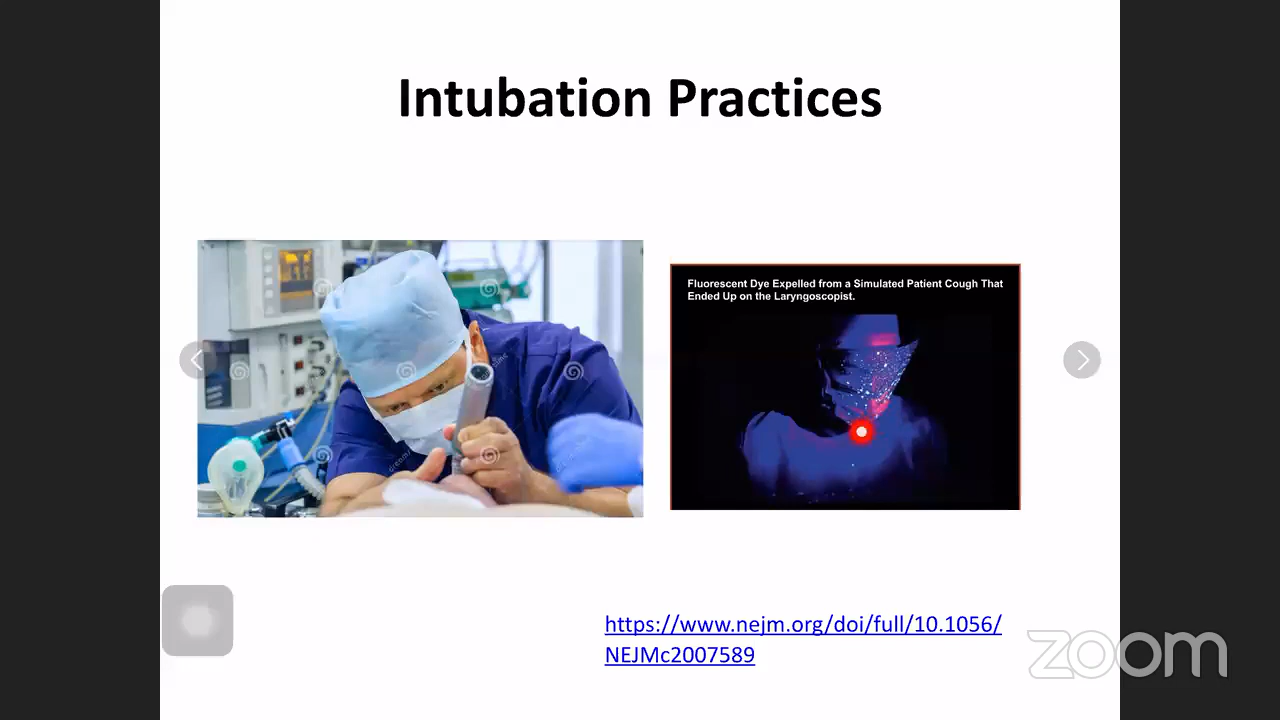 Intubation Practices
Fluorescent Dye Expelled from a Simulated Patient Cough That
Ended Up on the Laryngoscopist.
https://www.nejm.org/doi/full/10.1056/
NEJMc2007589
zoom